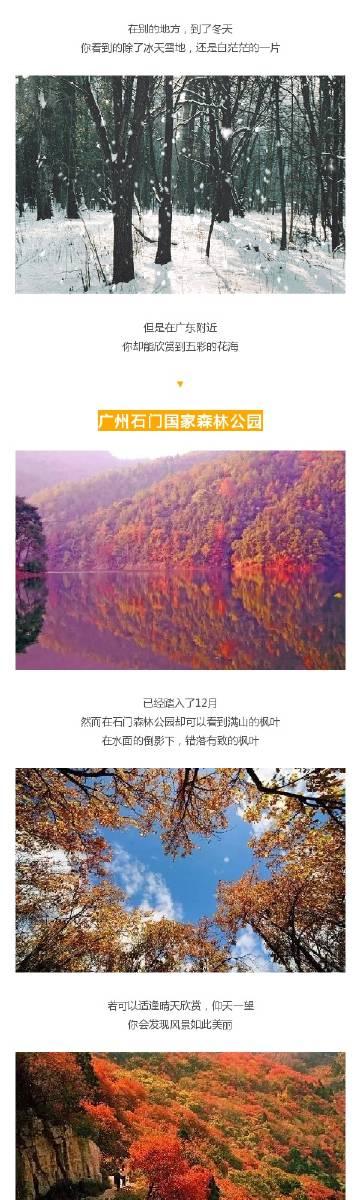 在别的地方，到了冬天
你看到的除了冰天雪地，还是白茫茫的一片
但是在广东附近
你却能欣赏到五彩的花海
广州石门国家森林公园
已经踏入了12月
然而在石门森林公园却可以看到满山的枫叶
在水面的倒影下，错落有致的枫叶
若可以适逢晴天欣赏，仰天一望
你会发现风景如此美丽